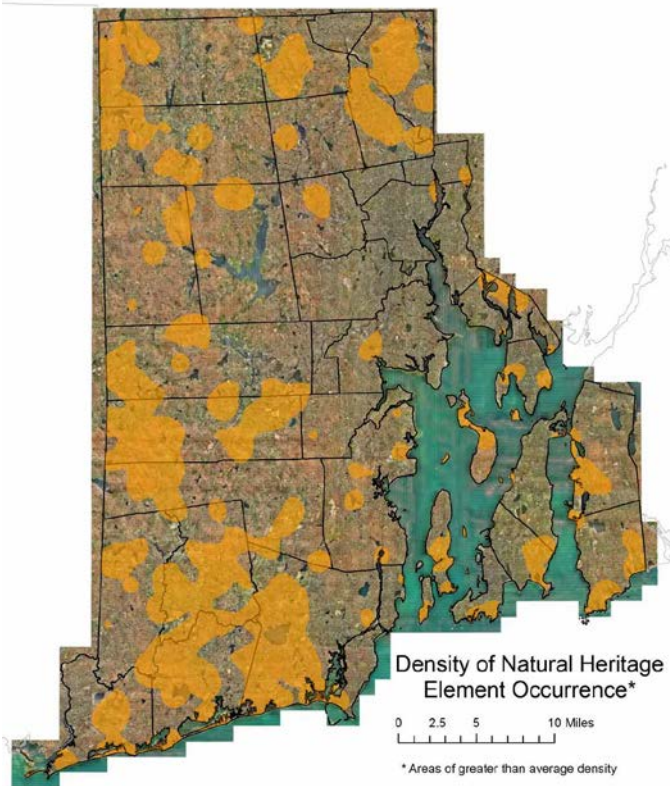 Density of Natural Heritage
Element Occurrence*
0 2.5 5 10 Miles
* Areas of greater than average density